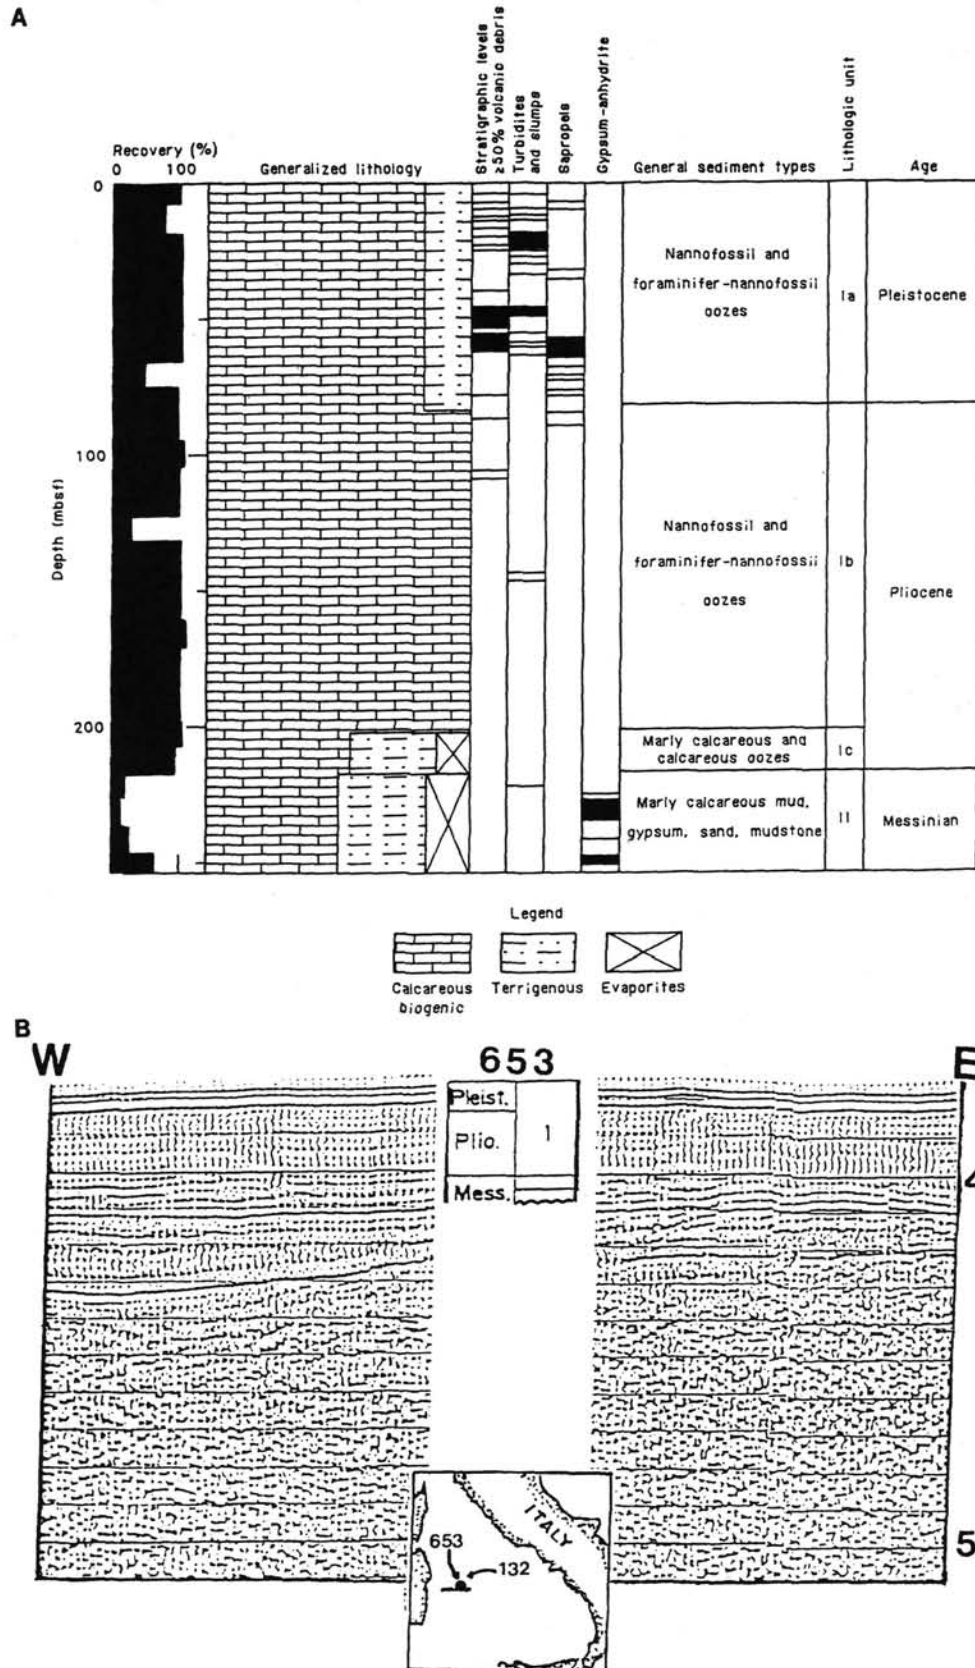 A
Recovery (%)
0 100
Generalized lithology
Stratigraphic levels
≥50% volcanic debris
Turbidites
and slumps
Sapropels
Gypsum-anhydrite
General sediment types
Lithologic unit
Age
Depth (mbsf)
0
100
200
Nannofossil and
foraminifer-nannofossil
oozes
Ia
Pleistocene
Nannofossil and
foraminifer-nannofossil
oozes
Ib
Pliocene
Marly calcareous and
calcareous oozes
Ic
Marly calcareous mud,
gypsum, sand, mudstone
II
Messinian
Legend
Calcareous
biogenic
Terrigenous
Evaporites
B
W
653
E
Pleist.
Plio.
1
Mess.
4
5
ITALY
653
132